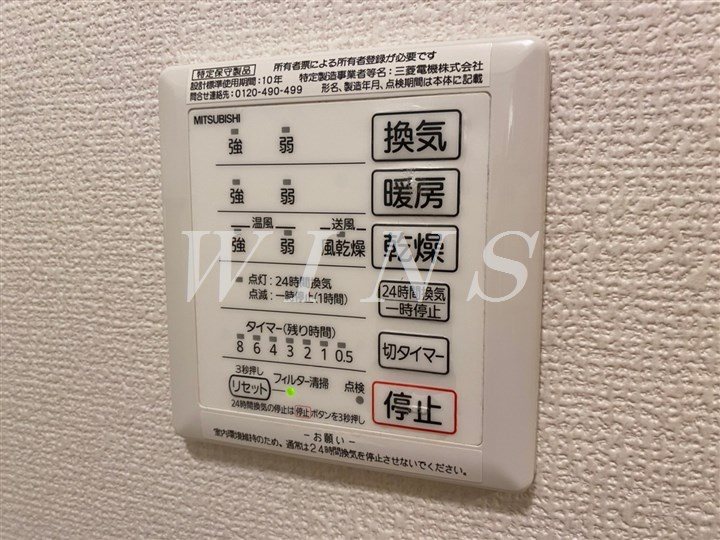 所有者票による所有者登録が必要です
特定保守製品
設計標準使用期間:10年 特定製造事業者等名:三菱電機株式会社
問合せ連絡先:0120-490-499 形名、製造年月、点検期間は本体に記載
MITSUBISHI
強 弱 換気
強 弱 暖房
温風 送風
強 弱 風乾燥 乾燥
点灯:24時間換気
点滅:一時停止(1時間)
24時間換気
一時停止
タイマー(残り時間)
8 6 4 3 2 1 0.5
切タイマー
3秒押し
リセット フィルター清掃 点検
停止
24時間換気の停止は停止ボタンを3秒押し
-お願い-
室内環境維持のため、通常は24時間換気を停止させないでください。
WINS